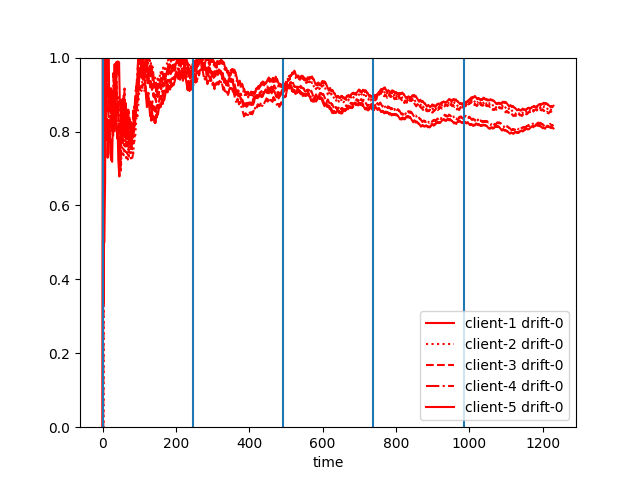 1.0
0.8
0.6
0.4
0.2
0.0
client-1 drift-0
client-2 drift-0
client-3 drift-0
client-4 drift-0
client-5 drift-0
0 200 400 600 800 1000 1200
time